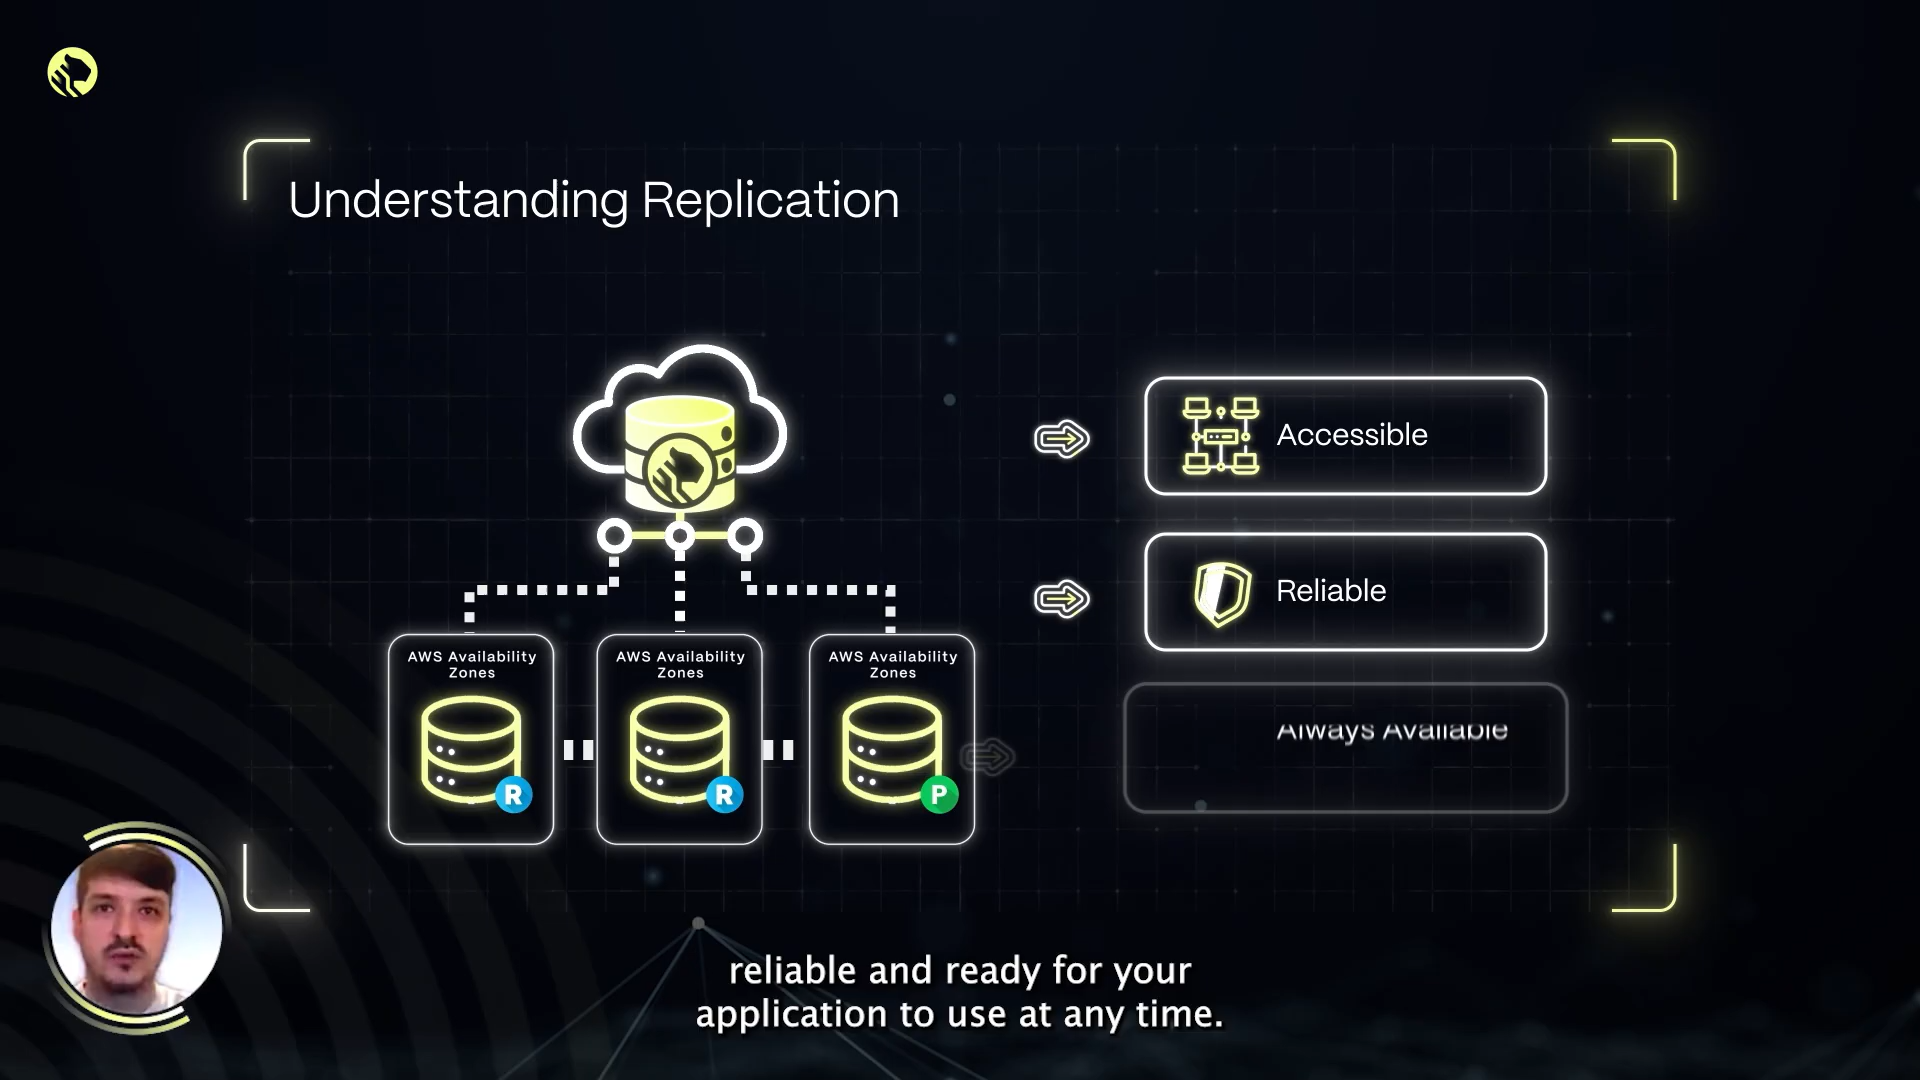 Understanding Replication
Accessible
Reliable
AWS Availability
Zones
R
AWS Availability
Zones
R
AWS Availability
Zones
P
Always Available
reliable and ready for your
application to use at any time.